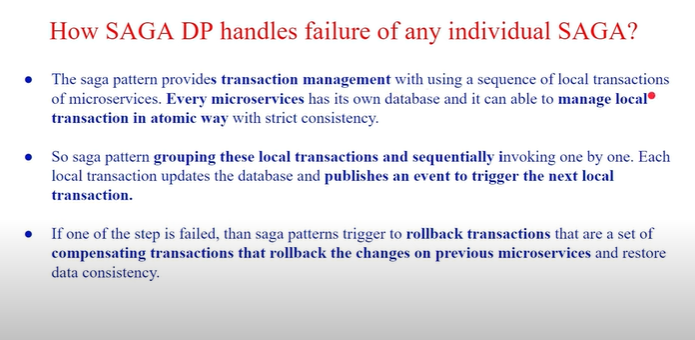 How SAGA DP handles failure of any individual SAGA?
The saga pattern provides transaction management with using a sequence of local transactions
of microservices. Every microservices has its own database and it can able to manage local
transaction in atomic way with strict consistency.
So saga pattern grouping these local transactions and sequentially invoking one by one. Each
local transaction updates the database and publishes an event to trigger the next local
transaction.
If one of the step is failed, than saga patterns trigger to rollback transactions that are a set of
compensating transactions that rollback the changes on previous microservices and restore
data consistency.